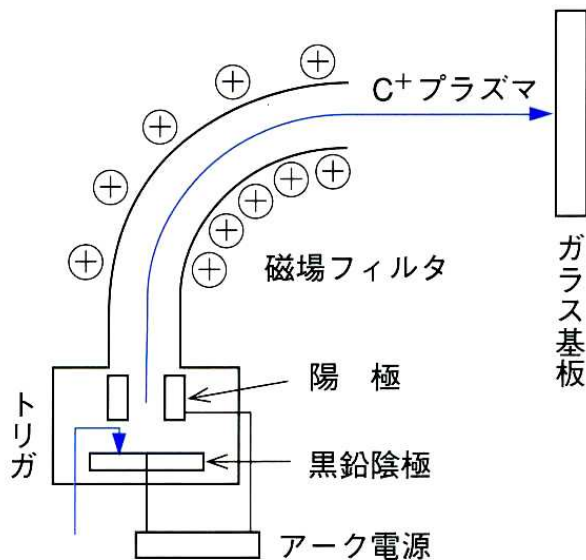 C⁺プラズマ
磁場フィルタ
ガラス基板
陽　極
トリガ
黒鉛陰極
アーク電源